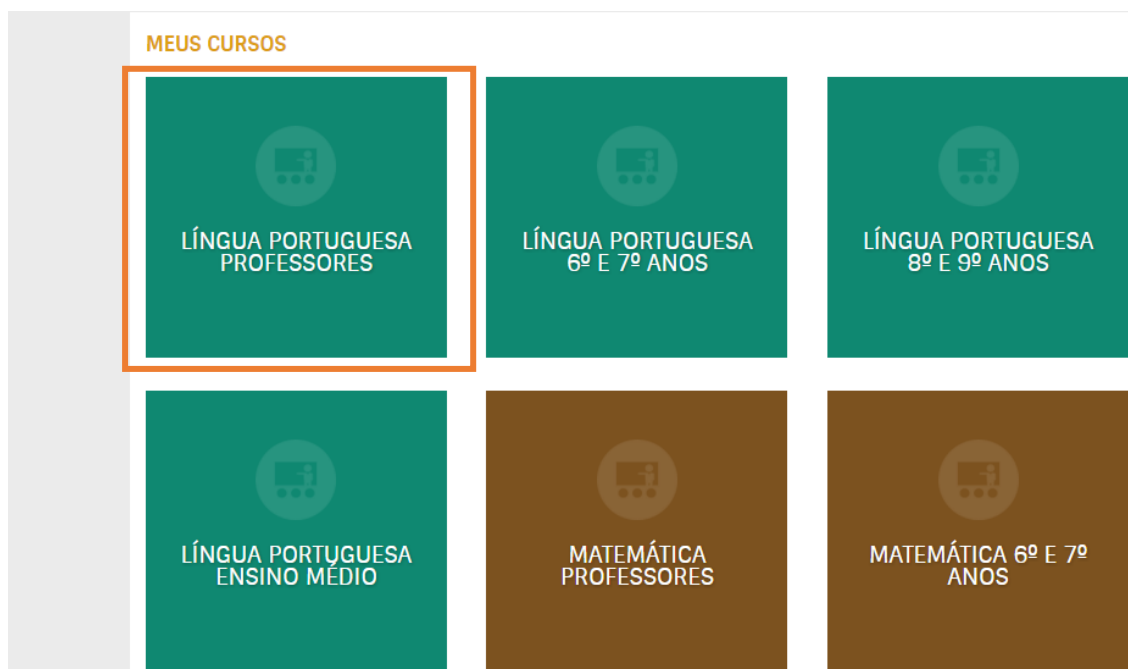 MEUS CURSOS
LÍNGUA PORTUGUESA
PROFESSORES
LÍNGUA PORTUGUESA
6º E 7º ANOS
LÍNGUA PORTUGUESA
8º E 9º ANOS
LÍNGUA PORTUGUESA
ENSINO MÉDIO
MATEMÁTICA
PROFESSORES
MATEMÁTICA 6º E 7º
ANOS